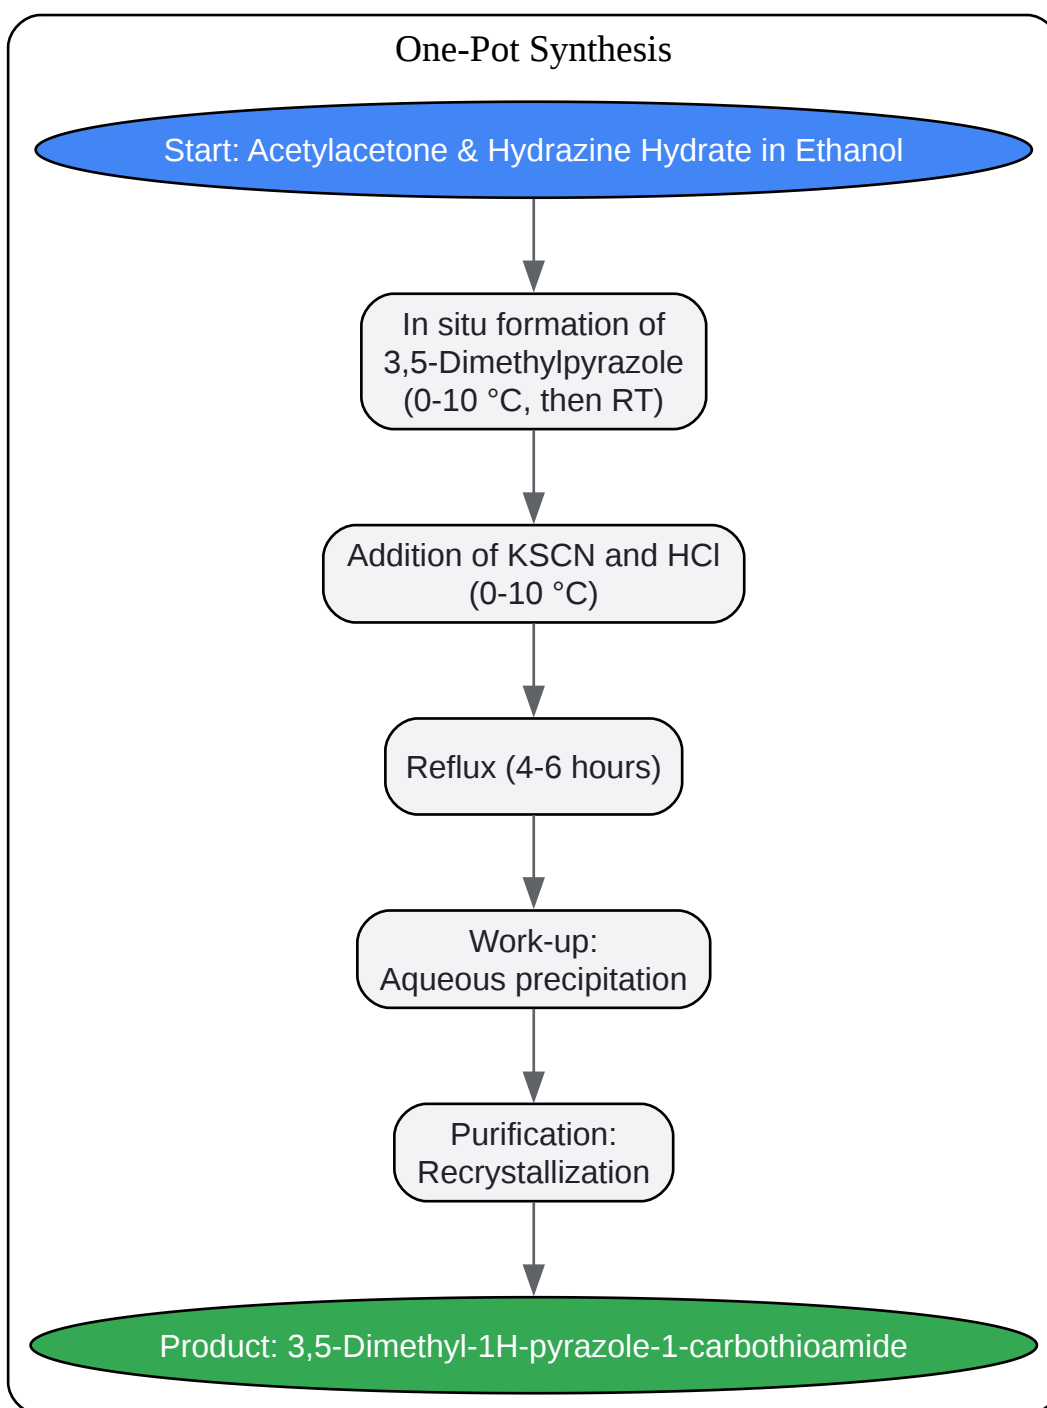 One-Pot Synthesis
Start: Acetylacetone & Hydrazine Hydrate in Ethanol
In situ formation of
3,5-Dimethylpyrazole
(0-10 °C, then RT)
Addition of KSCN and HCl
(0-10 °C)
Reflux (4-6 hours)
Work-up:
Aqueous precipitation
Purification:
Recrystallization
Product: 3,5-Dimethyl-1H-pyrazole-1-carbothioamide